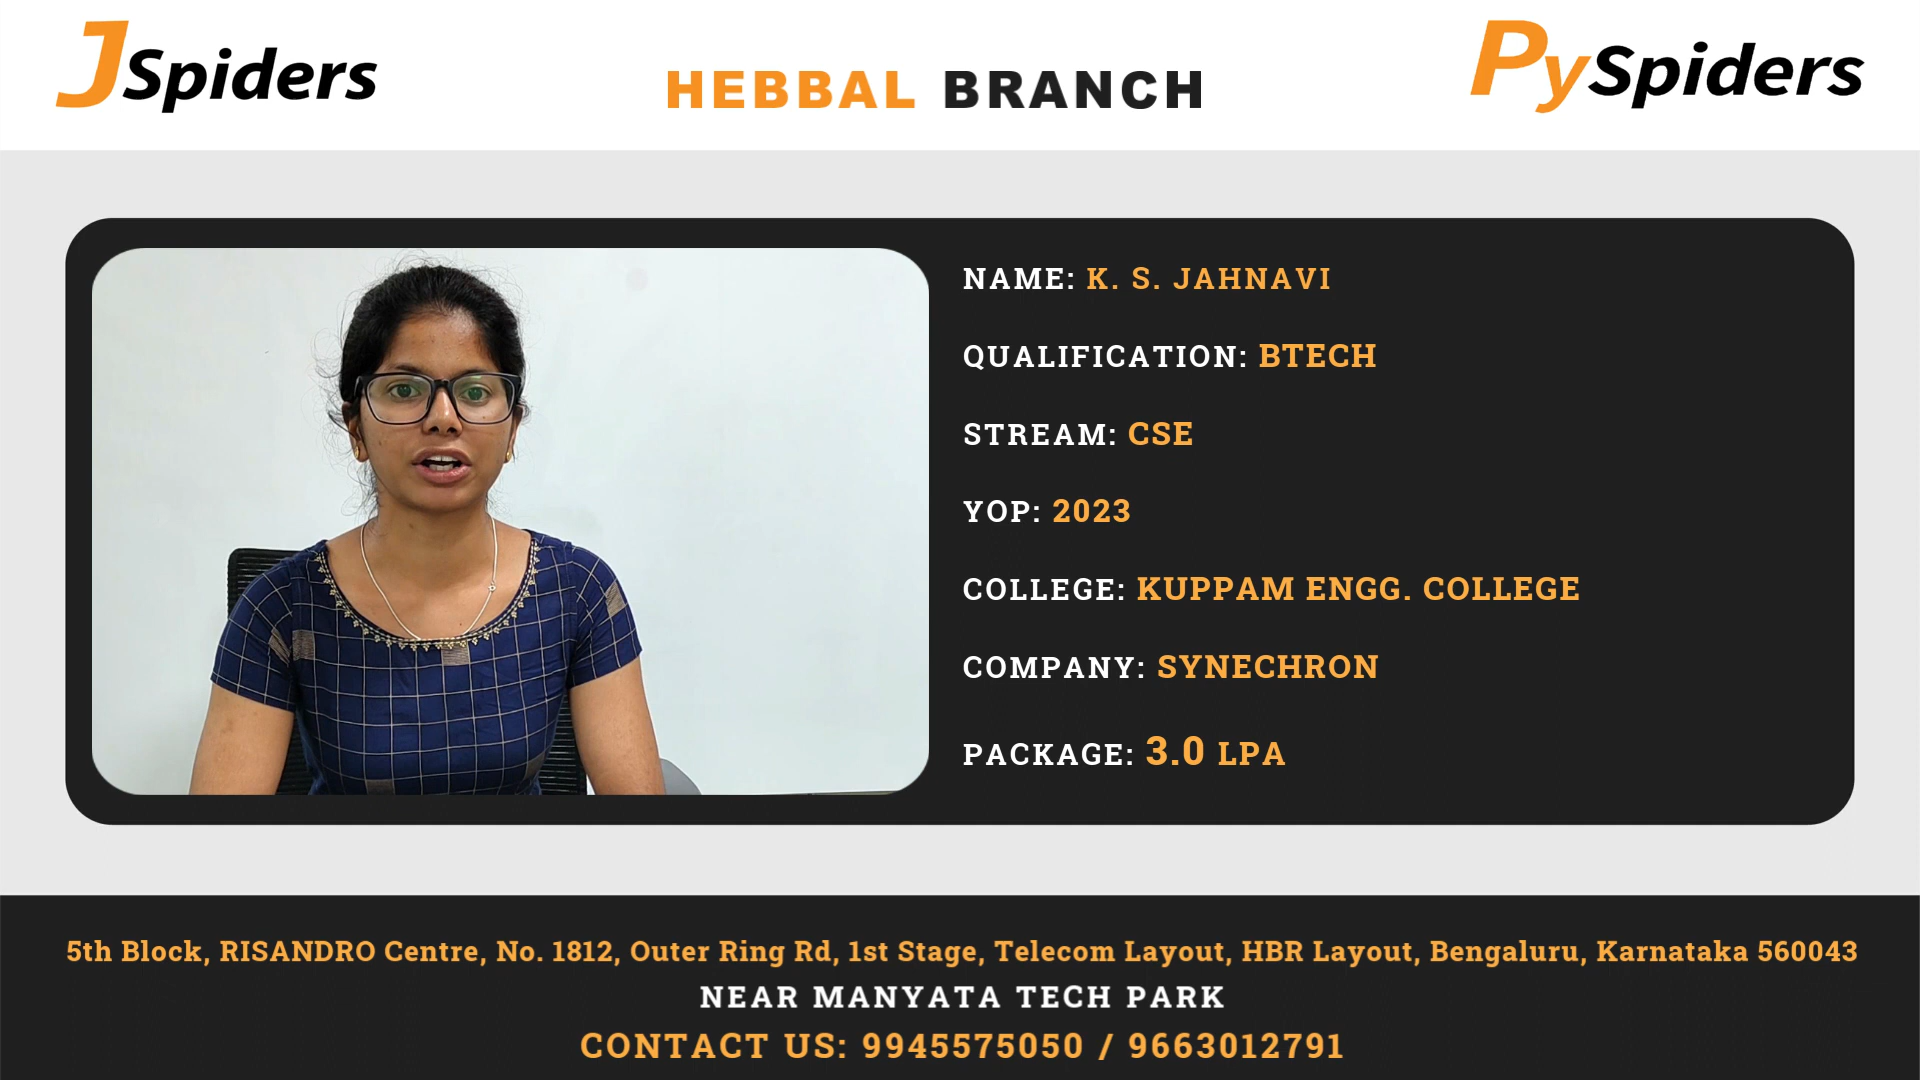 JSpiders
HEBBAL BRANCH
PySpiders
NAME: K. S. JAHNAVI
QUALIFICATION: BTECH
STREAM: CSE
YOP: 2023
COLLEGE: KUPPAM ENGG. COLLEGE
COMPANY: SYNECHRON
PACKAGE: 3.0 LPA
5th Block, RISANDRO Centre, No. 1812, Outer Ring Rd, 1st Stage, Telecom Layout, HBR Layout, Bengaluru, Karnataka 560043
NEAR MANYATA TECH PARK
CONTACT US: 9945575050 / 9663012791